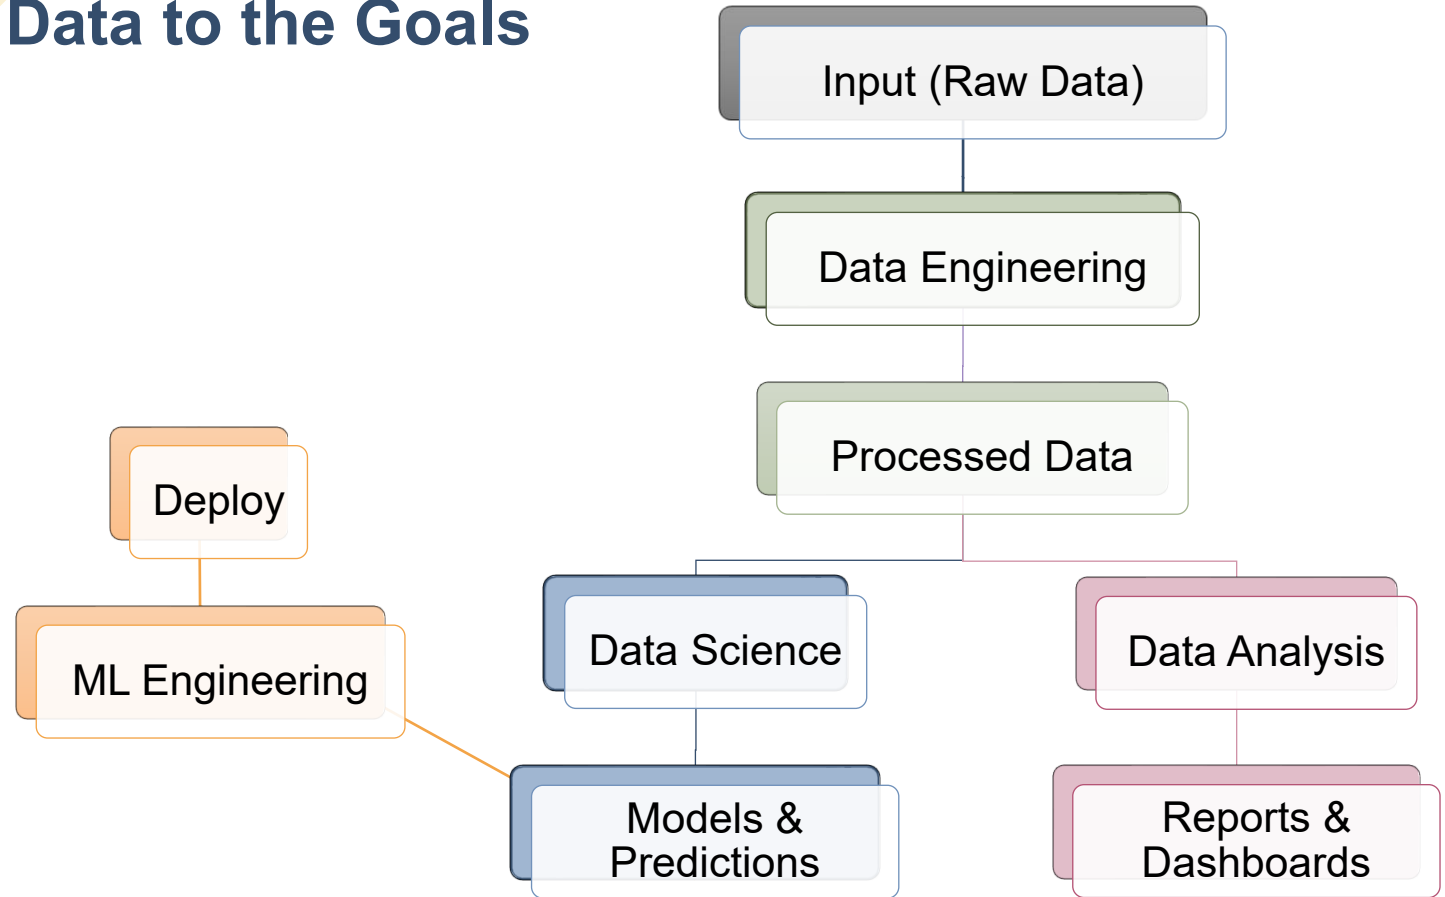 Data to the Goals
Input (Raw Data)
Data Engineering
Processed Data
Deploy
Data Science
Data Analysis
ML Engineering
Models &
Predictions
Reports &
Dashboards